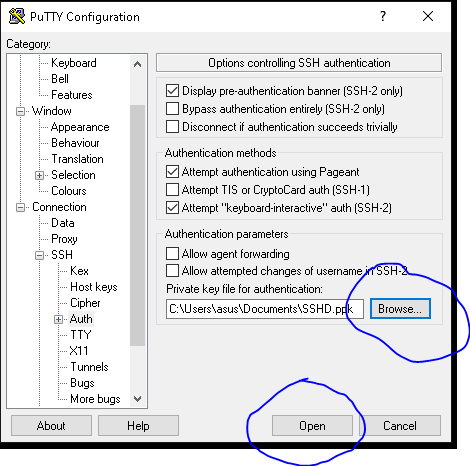 PuTTY Configuration
?
Category:
Keyboard
Bell
Features
Window
Appearance
Behaviour
Translation
Selection
Colours
Connection
Data
Proxy
SSH
Kex
Host keys
Cipher
Auth
TTY
X11
Tunnels
Bugs
More bugs
Options controlling SSH authentication
Display pre-authentication banner (SSH-2 only)
Bypass authentication entirely (SSH-2 only)
Disconnect if authentication succeeds trivially
Authentication methods
Attempt authentication using Pageant
Attempt TIS or CryptoCard auth (SSH-1)
Attempt "keyboard-interactive" auth (SSH-2)
Authentication parameters
Allow agent forwarding
Allow attempted changes of username in SSH-2
Private key file for authentication:
C:\Users\asus\Documents\SSHD.ppk Browse...
About Help Open Cancel